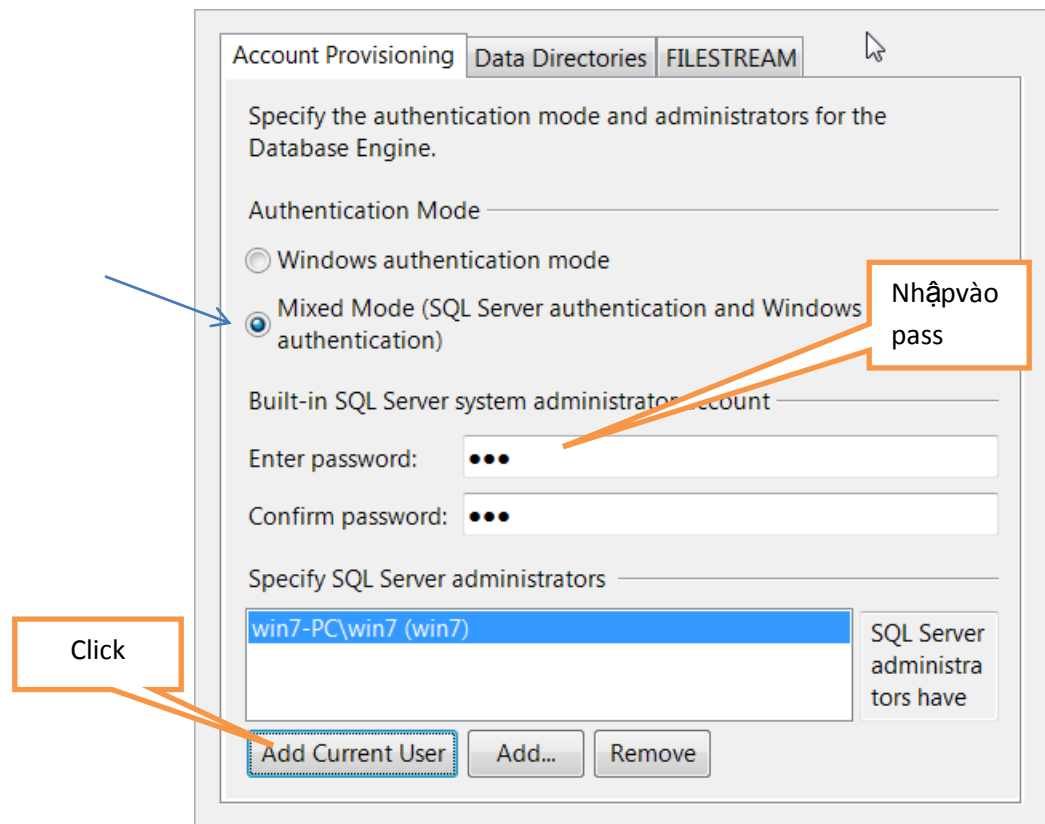 Account Provisioning Data Directories FILESTREAM
Specify the authentication mode and administrators for the
Database Engine.
Authentication Mode
Windows authentication mode
Mixed Mode (SQL Server authentication and Windows
authentication)
Nhậpvào
pass
Built-in SQL Server system administrator account
Enter password: ●●●
Confirm password: ●●●
Specify SQL Server administrators
win7-PC\win7 (win7)
SQL Server
administra
tors have
Click
Add Current User Add... Remove